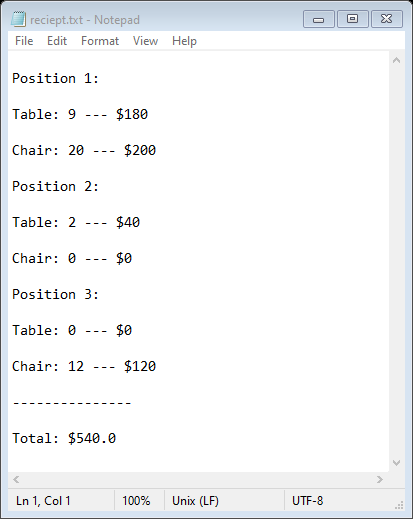 reciept.txt - Notepad
File Edit Format View Help
Position 1:
Table: 9 --- $180
Chair: 20 --- $200
Position 2:
Table: 2 --- $40
Chair: 0 --- $0
Position 3:
Table: 0 --- $0
Chair: 12 --- $120
---------------
Total: $540.0
Ln 1, Col 1 100% Unix (LF) UTF-8